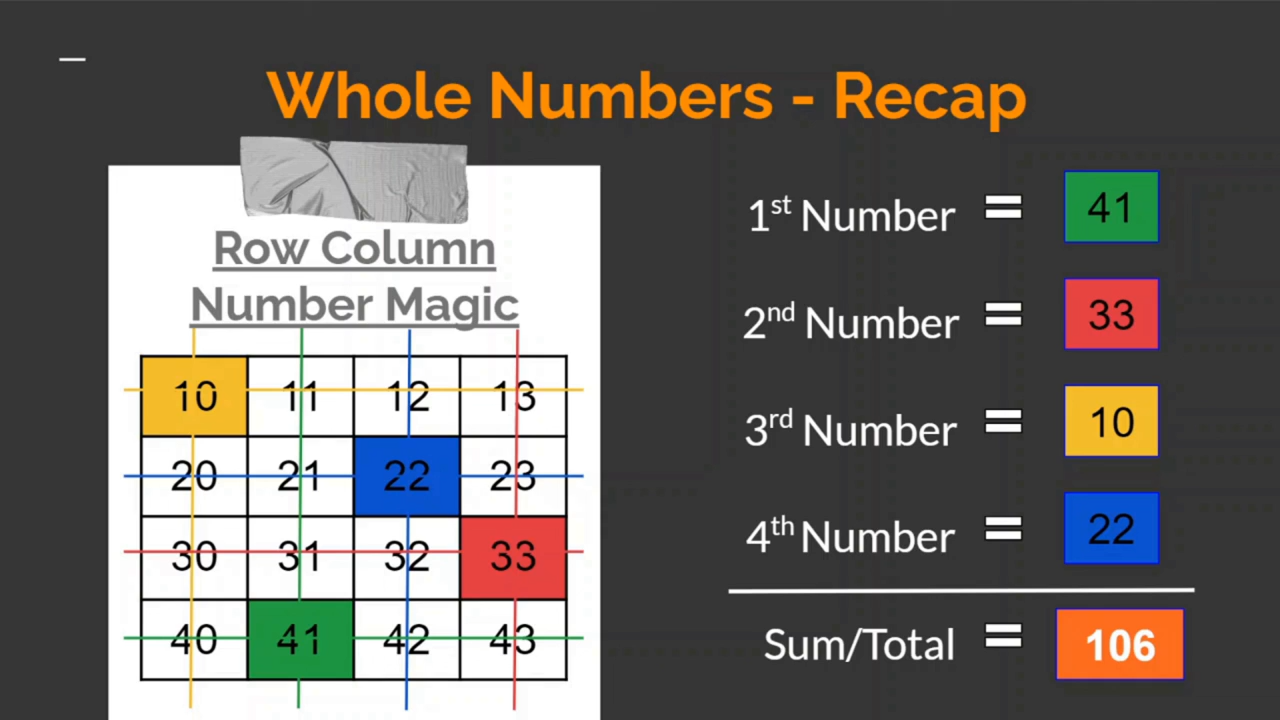 Whole Numbers - Recap
Row Column
Number Magic
10 11 12 13
20 21 22 23
30 31 32 33
40 41 42 43
1st Number = 41
2nd Number = 33
3rd Number = 10
4th Number = 22
Sum/Total = 106